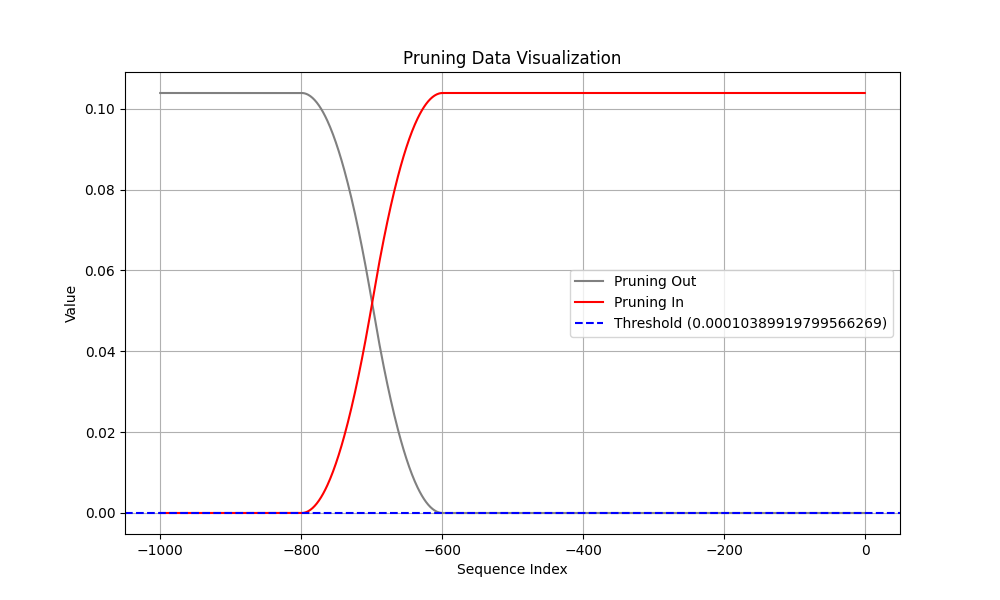 Pruning Data Visualization
Value
0.10
0.08
0.06
0.04
0.02
0.00
Pruning Out
Pruning In
Threshold (0.00010389919799566269)
−1000
−800
−600
−400
−200
0
Sequence Index